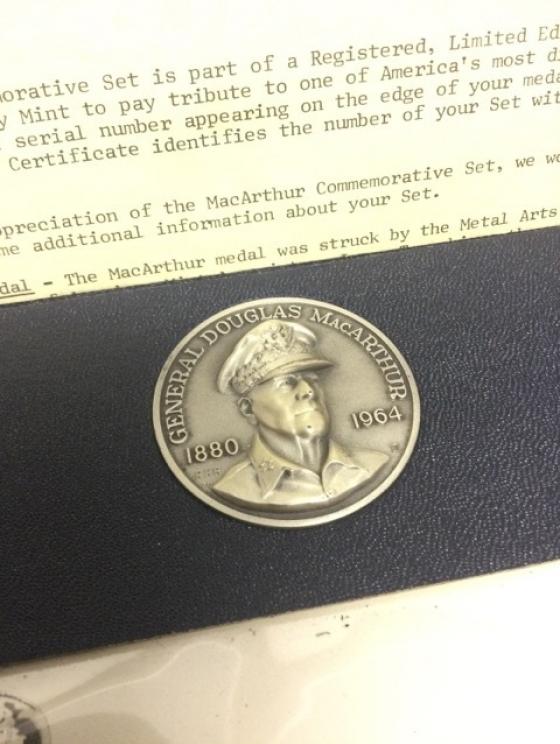 morative Set is part of a Registered, Limited Ed
y Mint to pay tribute to one of America's most d
serial number appearing on the edge of your meda
Certificate identifies the number of your Set wit
ppreciation of the MacArthur Commemorative Set, we wo
me additional information about your Set.
dal - The MacArthur medal was struck by the Metal Arts
GENERAL DOUGLAS MACARTHUR
1880 1964